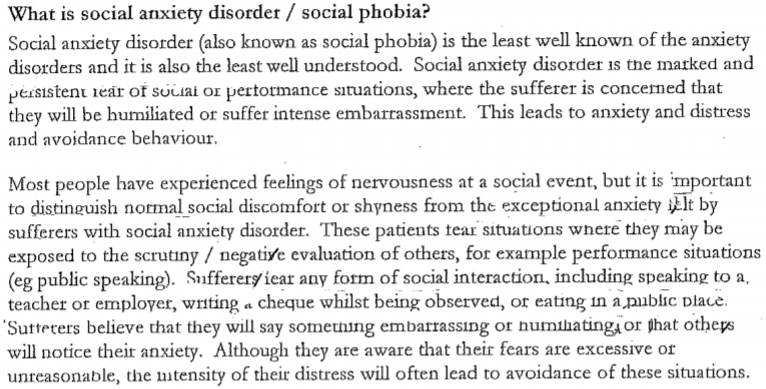 What is social anxiety disorder / social phobia?
Social anxiety disorder (also known as social phobia) is the least well known of the anxiety
disorders and it is also the least well understood. Social anxiety disorder is the marked and
persistent fear of social or performance situations, where the sufferer is concerned that
they will be humiliated or suffer intense embarrassment. This leads to anxiety and distress
and avoidance behaviour.
Most people have experienced feelings of nervousness at a social event, but it is important
to distinguish normal social discomfort or shyness from the exceptional anxiety felt by
sufferers with social anxiety disorder. These patients fear situations where they may be
exposed to the scrutiny / negative evaluation of others, for example performance situations
(eg public speaking). Sufferers fear any form of social interaction, including speaking to a
teacher or employer, writing a cheque whilst being observed, or eating in a public place.
Sufferers believe that they will say something embarrassing or humiliating, or that others
will notice their anxiety. Although they are aware that their fears are excessive or
unreasonable, the intensity of their distress will often lead to avoidance of these situations.